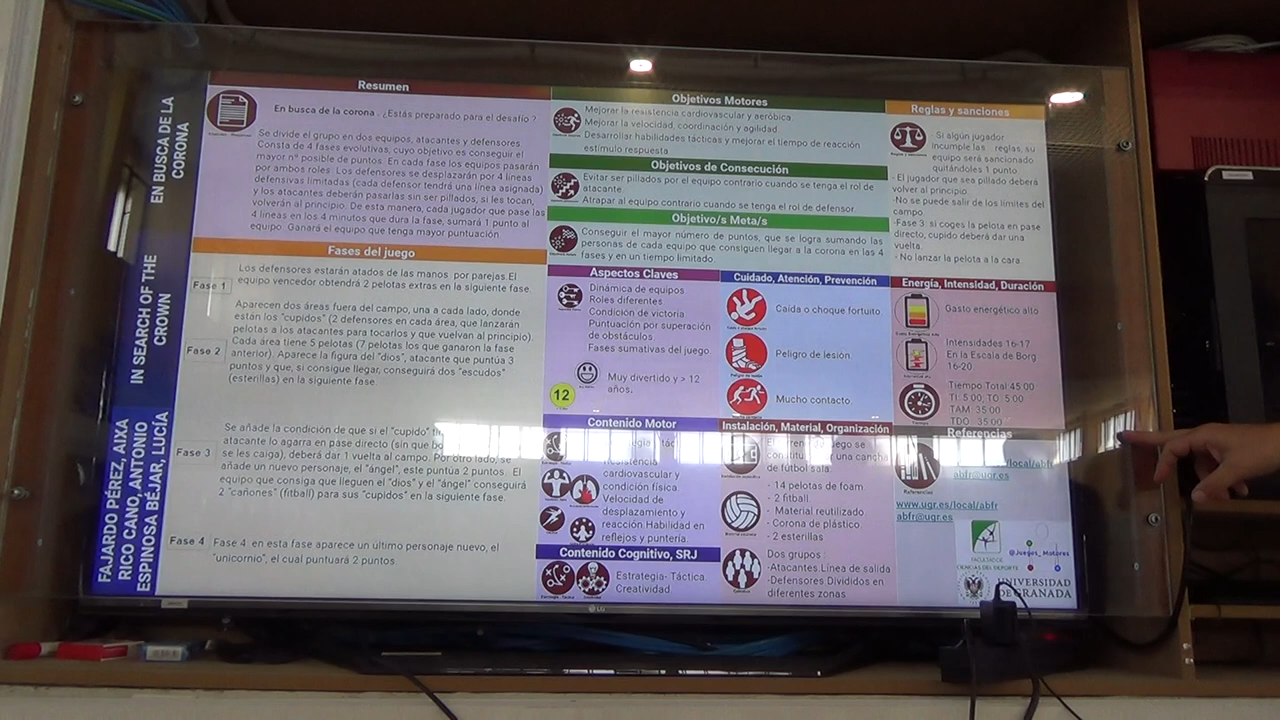 EN BUSCA DE LA
CORONA
IN SEARCH OF THE
CROWN
FAJARDO PÉREZ, AIXA
RICO CANO, ANTONIO
ESPINOSA BÉJAR, LUCÍA
Resumen
En busca de la corona . ¿Estás preparado para el desafío ?
Se divide el grupo en dos equipos, atacantes y defensores
Consta de 4 fases evolutivas, cuyo objetivo es conseguir el
mayor nº posible de puntos. En cada fase los equipos pasarán
por ambos roles. Los defensores se desplazarán por 4 líneas
defensivas limitadas (cada defensor tendrá una línea asignada)
y los atacantes deberán pasarlas sin ser pillados, si les tocan,
volverán al principio. De esta manera, cada jugador que pase las
4 líneas en los 4 minutos que dura la fase, sumará 1 punto al
equipo. Ganará el equipo que tenga mayor puntuación.
Fases del juego
Fase 1
Los defensores estarán atados de las manos por parejas.El
equipo vencedor obtendrá 2 pelotas extras en la siguiente fase.
Fase 2
Aparecen dos áreas fuera del campo, una a cada lado, donde
están los "cupidos" (2 defensores en cada área, que lanzarán
pelotas a los atacantes para tocarlos y que vuelvan al principio).
Cada área tiene 5 pelotas (7 pelotas los que ganaron la fase
anterior). Aparece la figura del "dios", atacante que puntúa 3
puntos y que, si consigue llegar, conseguirá dos "escudos"
(esterillas) en la siguiente fase.
Fase 3
Se añade la condición de que si el "cupido"
atacante lo agarra en pase directo (sin que
se les caiga), deberá dar 1 vuelta al campo. Por otro lado, se
añade un nuevo personaje, el "ángel", este puntúa 2 puntos. El
equipo que consiga que lleguen el "dios" y el "ángel" conseguirá
2 "cañones" (fitball) para sus "cupidos" en la siguiente fase.
Fase 4
Fase 4: en esta fase aparece un último personaje nuevo, el
"unicornio", el cual puntuará 2 puntos
Objetivos Motores
Mejorar la resistencia cardiovascular y aeróbica.
Mejorar la velocidad, coordinación y agilidad
Desarrollar habilidades tácticas y mejorar el tiempo de reacción
estímulo respuesta
Objetivos de Consecución
Evitar ser pillados por el equipo contrario cuando se tenga el rol de
atacante.
Atrapar al equipo contrario cuando se tenga el rol de defensor.
Objetivo/s Meta/s
Conseguir el mayor número de puntos, que se logra sumando las
personas de cada equipo que consiguen llegar a la corona en las 4
fases y en un tiempo limitado.
Aspectos Claves
Dinámica de equipos
Roles diferentes
Condición de victoria.
Puntuación por superación
de obstáculos
Fases sumativas del juego.
12
Muy divertido y > 12
años.
Contenido Motor
Resistencia
cardiovascular y
condición física.
Velocidad de
desplazamiento y
reacción Habilidad en
reflejos y puntería.
Contenido Cognitivo, SRJ
Estrategia- Táctica.
Creatividad.
Cuidado, Atención, Prevención
Caída o choque fortuito
Peligro de lesión.
Mucho contacto.
Instalación, Material, Organización
constituido
una cancha
de fútbol sala
- 14 pelotas de foam
- 2 fitball
- Material reutilizado
- Corona de plástico.
- 2 esterillas
Dos grupos :
-Atacantes.Línea de salida
-Defensores Divididos en
diferentes zonas
Reglas y sanciones
Si algún jugador
incumple las reglas, su
equipo será sancionado
quitándoles 1 punto
- El jugador que sea pillado deberá
volver al principio
-No se puede salir de los límites del
campo
-Fase 3: si coges la pelota en pase
directo, cupido deberá dar una
vuelta.
- No lanzar la pelota a la cara
Energía, Intensidad, Duración
Gasto energético alto
Intensidades 16-17
En la Escala de Borg
16-20
Tiempo Total 45:00
TI: 5:00, TO: 5:00
TAM: 35:00
TDO: 35:00
Referencias
Referencias
/local/abfr
abfr@ugr.es
www.ugr.es/local/abfr
abfr@ugr.es
CIENCIAS DEL DEPORTE
@Juegos_Motores
UNIVERSIDAD
DE GRANADA
LG